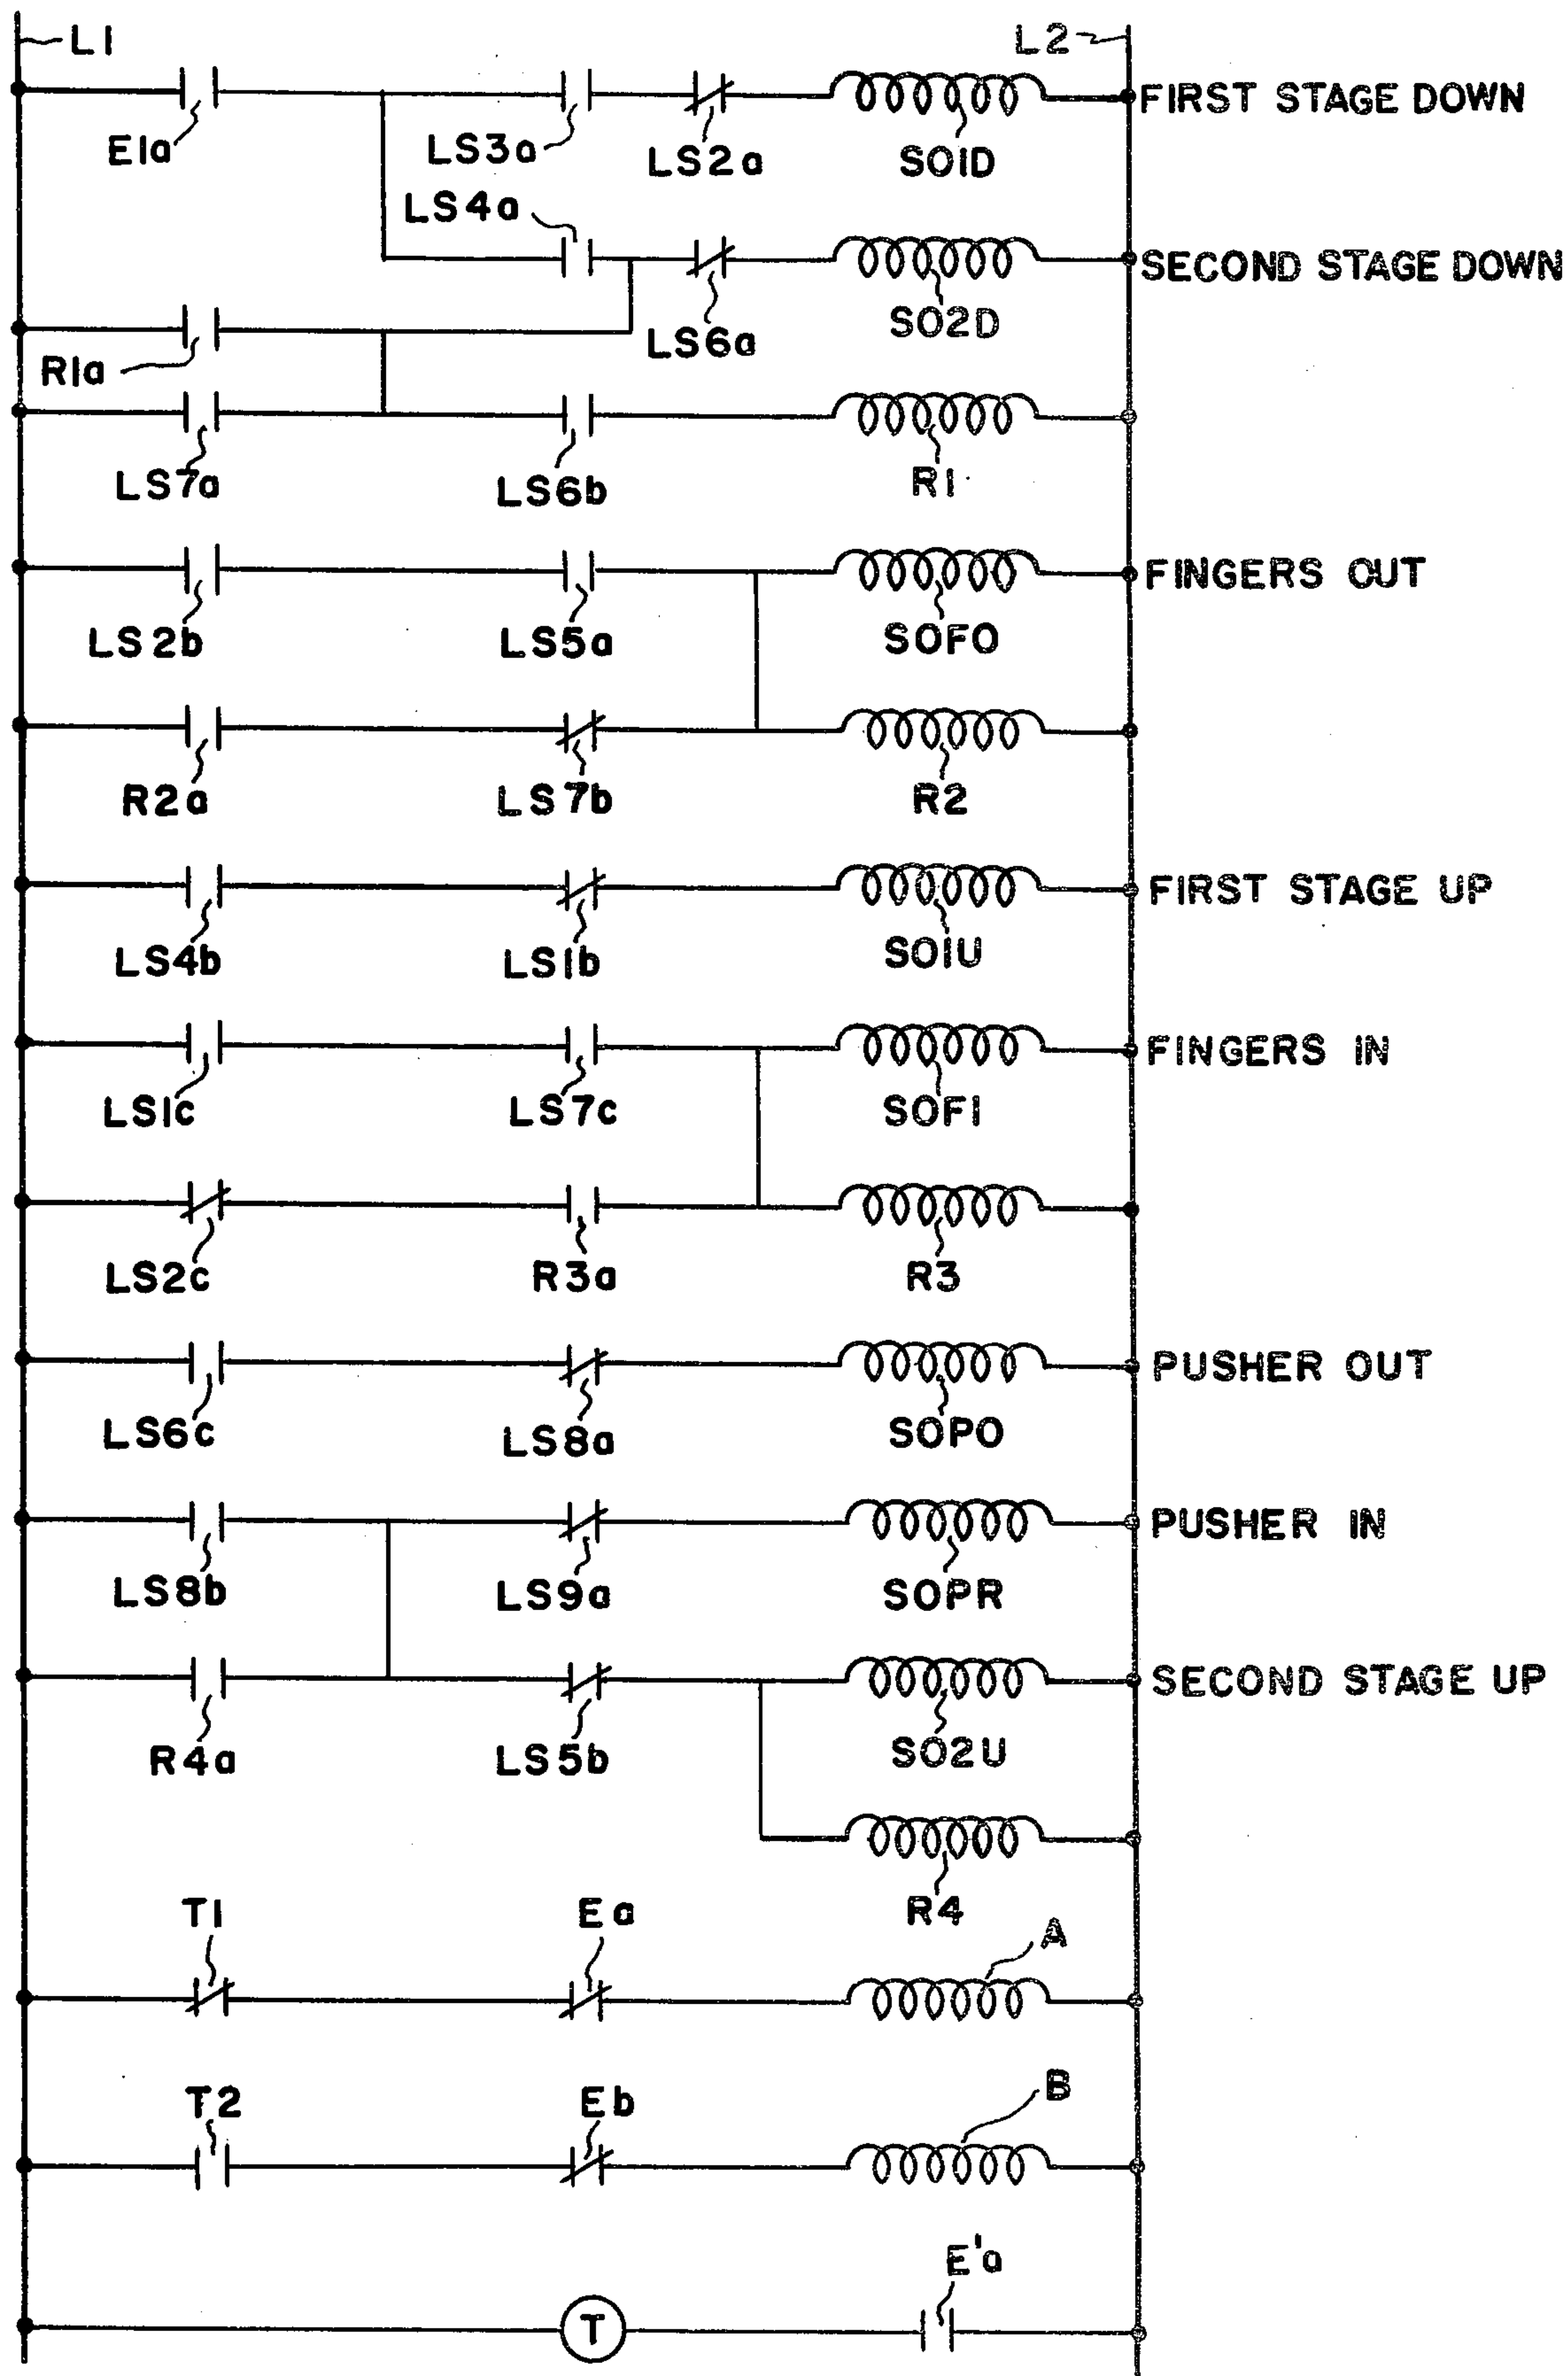 L1
L2
FIRST STAGE DOWN
E1a
LS3a
LS2a
SO1D
LS4a
SECOND STAGE DOWN
SO2D
LS6a
R1a
LS7a
LS6b
R1
FINGERS OUT
LS2b
LS5a
SOFO
R2a
LS7b
R2
FIRST STAGE UP
LS4b
LS1b
SO1U
FINGERS IN
LS1c
LS7c
SOF1
LS2c
R3a
R3
PUSHER OUT
LS6c
LS8a
SOPO
PUSHER IN
LS8b
LS9a
SOPR
SECOND STAGE UP
R4a
LS5b
SO2U
R4
T1
Ea
A
T2
Eb
B
E'a
T